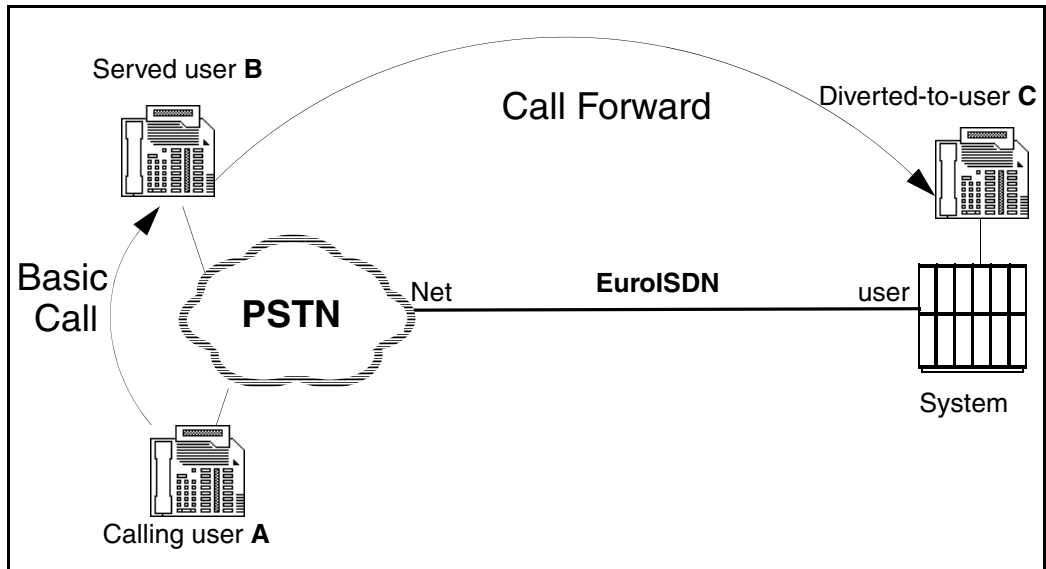 Served user B
Call Forward
Diverted-to-user C
Basic
Call
PSTN
Net
EuroISDN
user
System
Calling user A